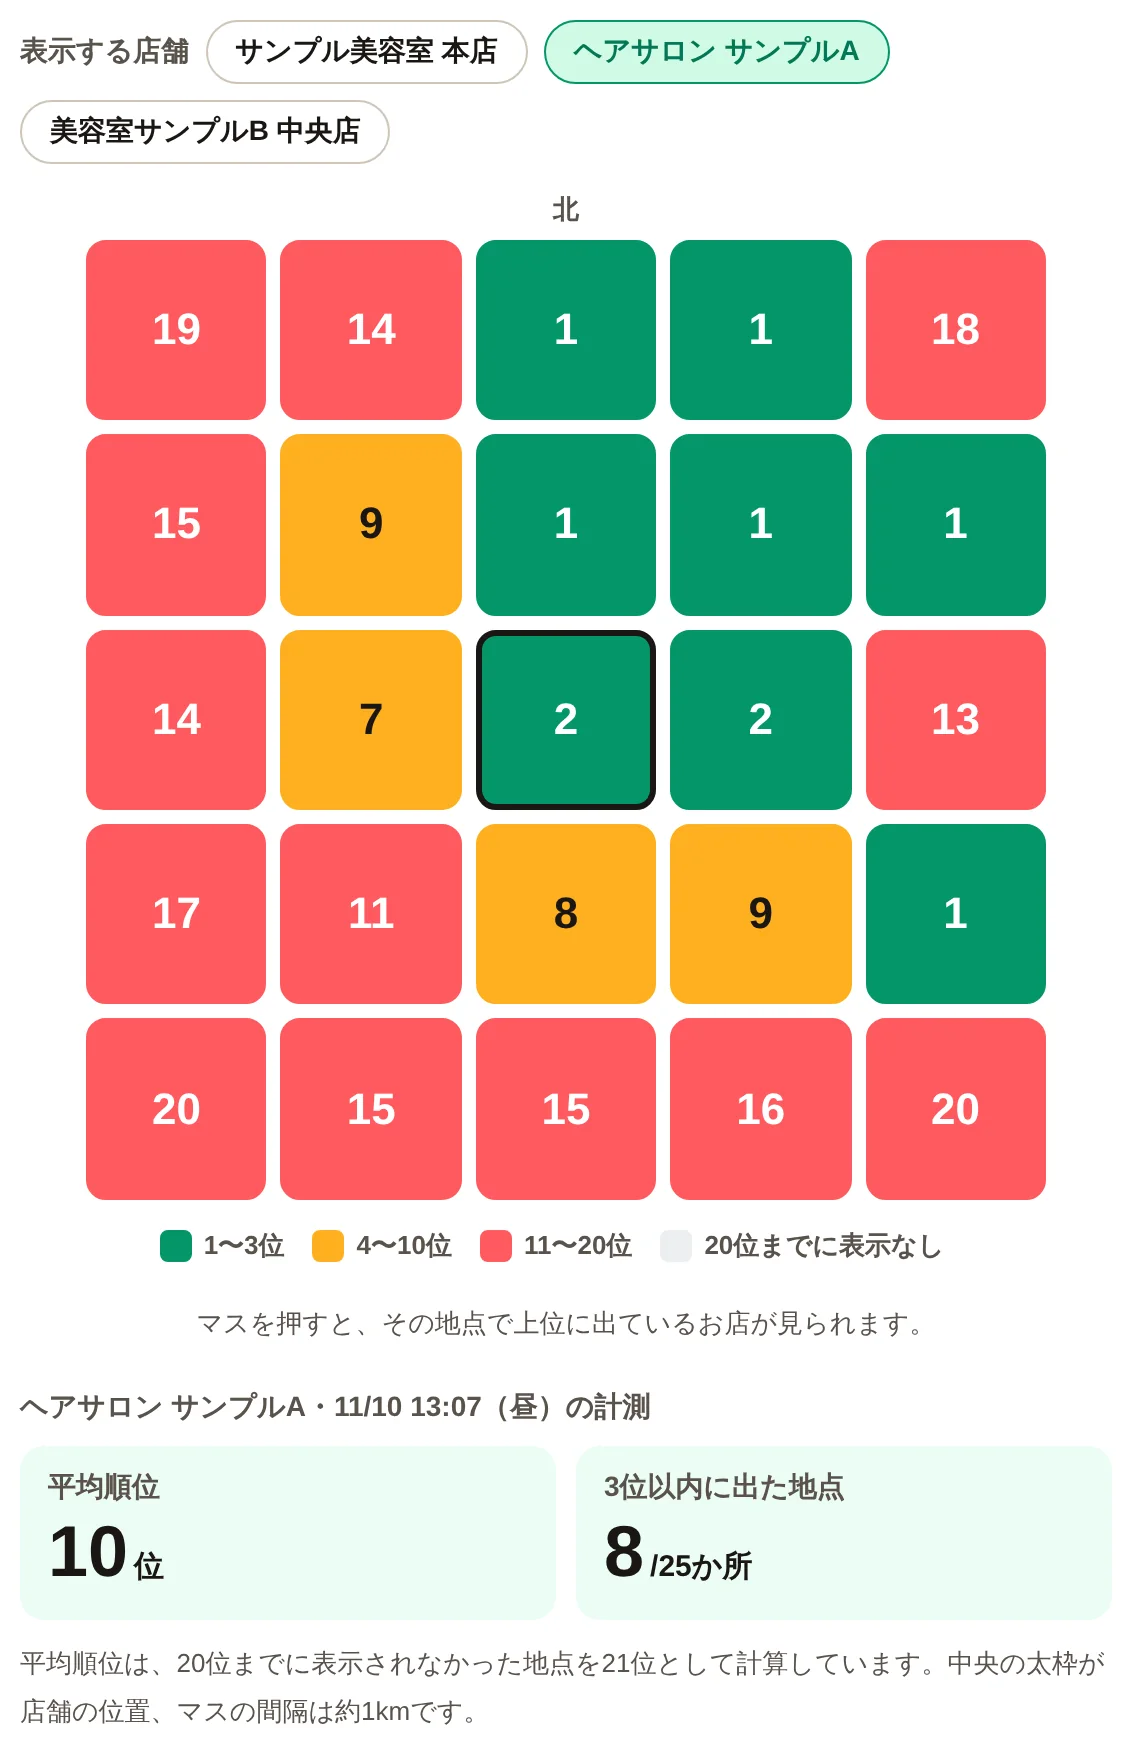 表示する店舗 サンプル美容室 本店 ヘアサロン サンプルA
美容室サンプルB 中央店
北
19 14 1 1 18
15 9 1 1 1
14 7 2 2 13
17 11 8 9 1
20 15 15 16 20
1〜3位 4〜10位 11〜20位 20位までに表示なし
マスを押すと、その地点で上位に出ているお店が見られます。
ヘアサロン サンプルA・11/10 13:07（昼）の計測
平均順位 3位以内に出た地点
10位 8/25か所
平均順位は、20位までに表示されなかった地点を21位として計算しています。中央の太枠が
店舗の位置、マスの間隔は約1kmです。